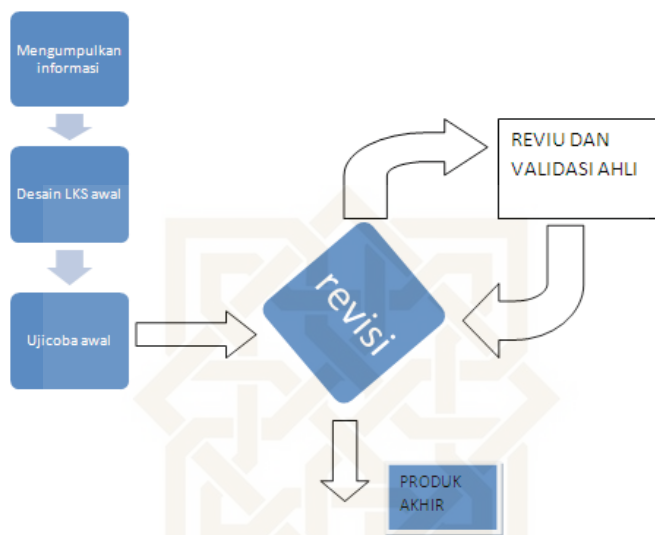 Mengumpulkan
informasi
Desain LKS awal
Ujicoba awal
revisi
REVIU DAN
VALIDASI AHLI
PRODUK
AKHIR